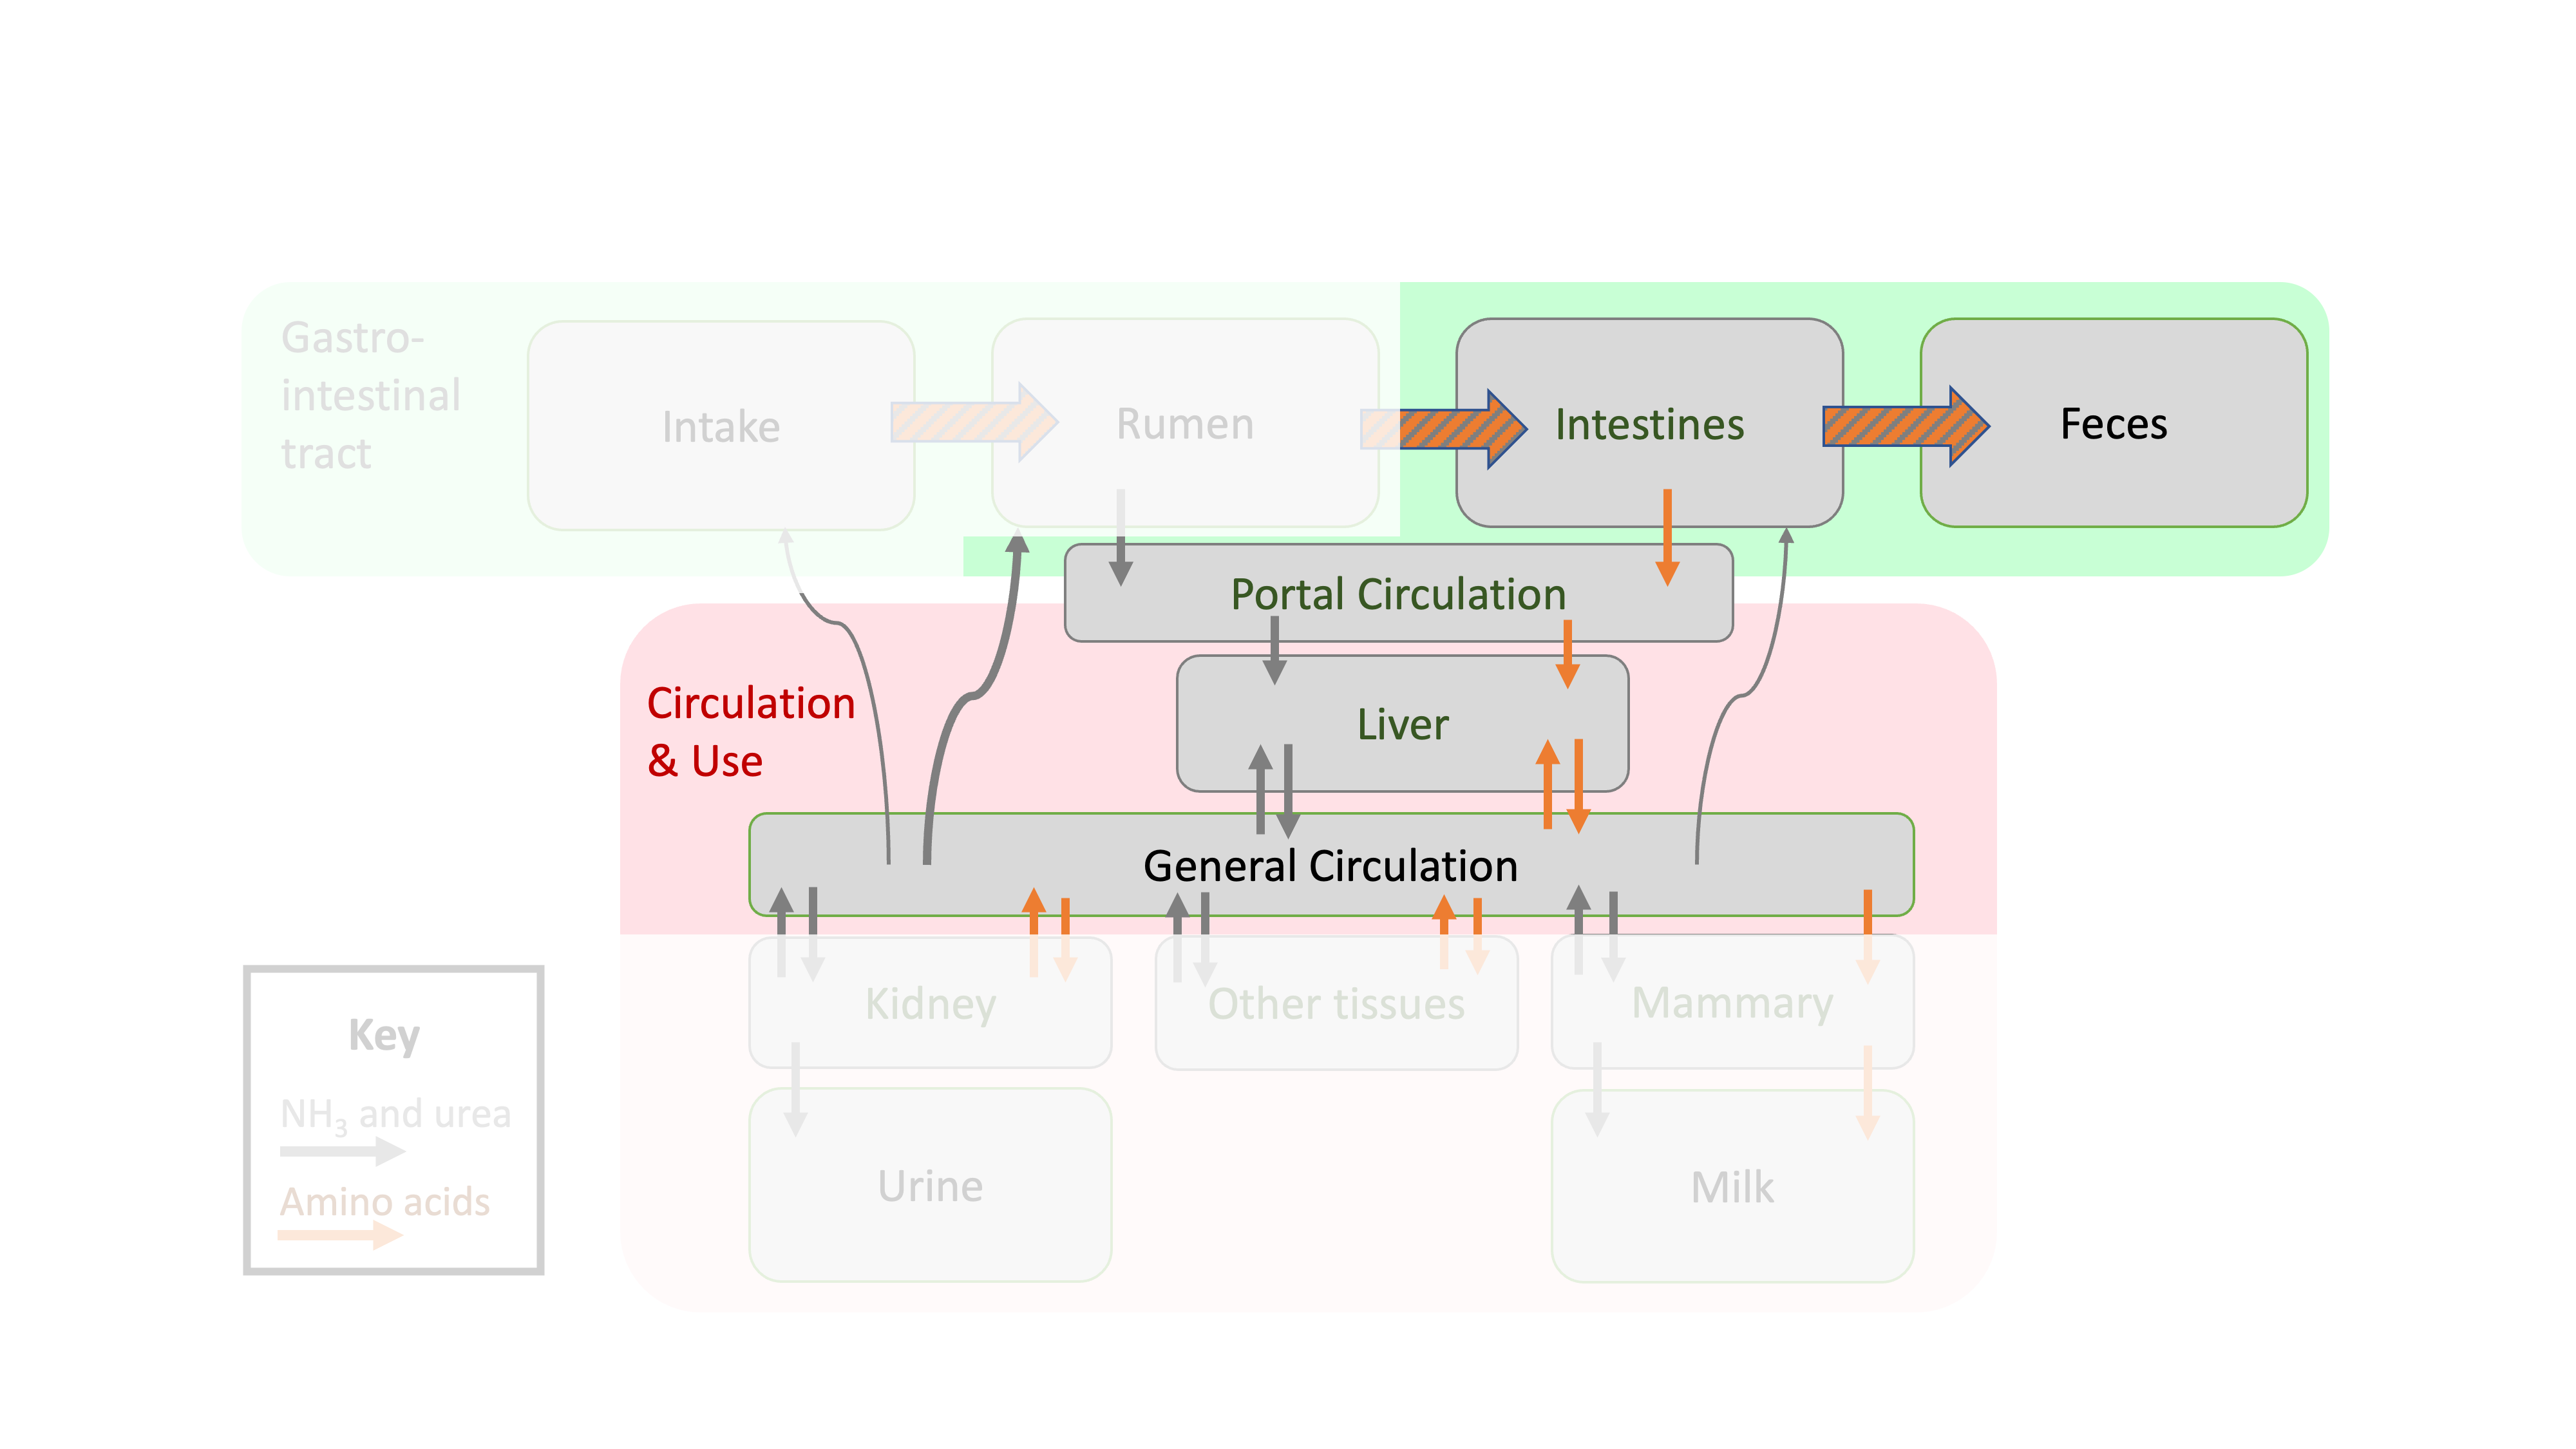 Gastro-
intestinal
tract
Intake
Rumen
Intestines
Feces
Portal Circulation
Circulation
& Use
Liver
General Circulation
Kidney
Other tissues
Mammary
Key
NH₃ and urea
Amino acids
Urine
Milk